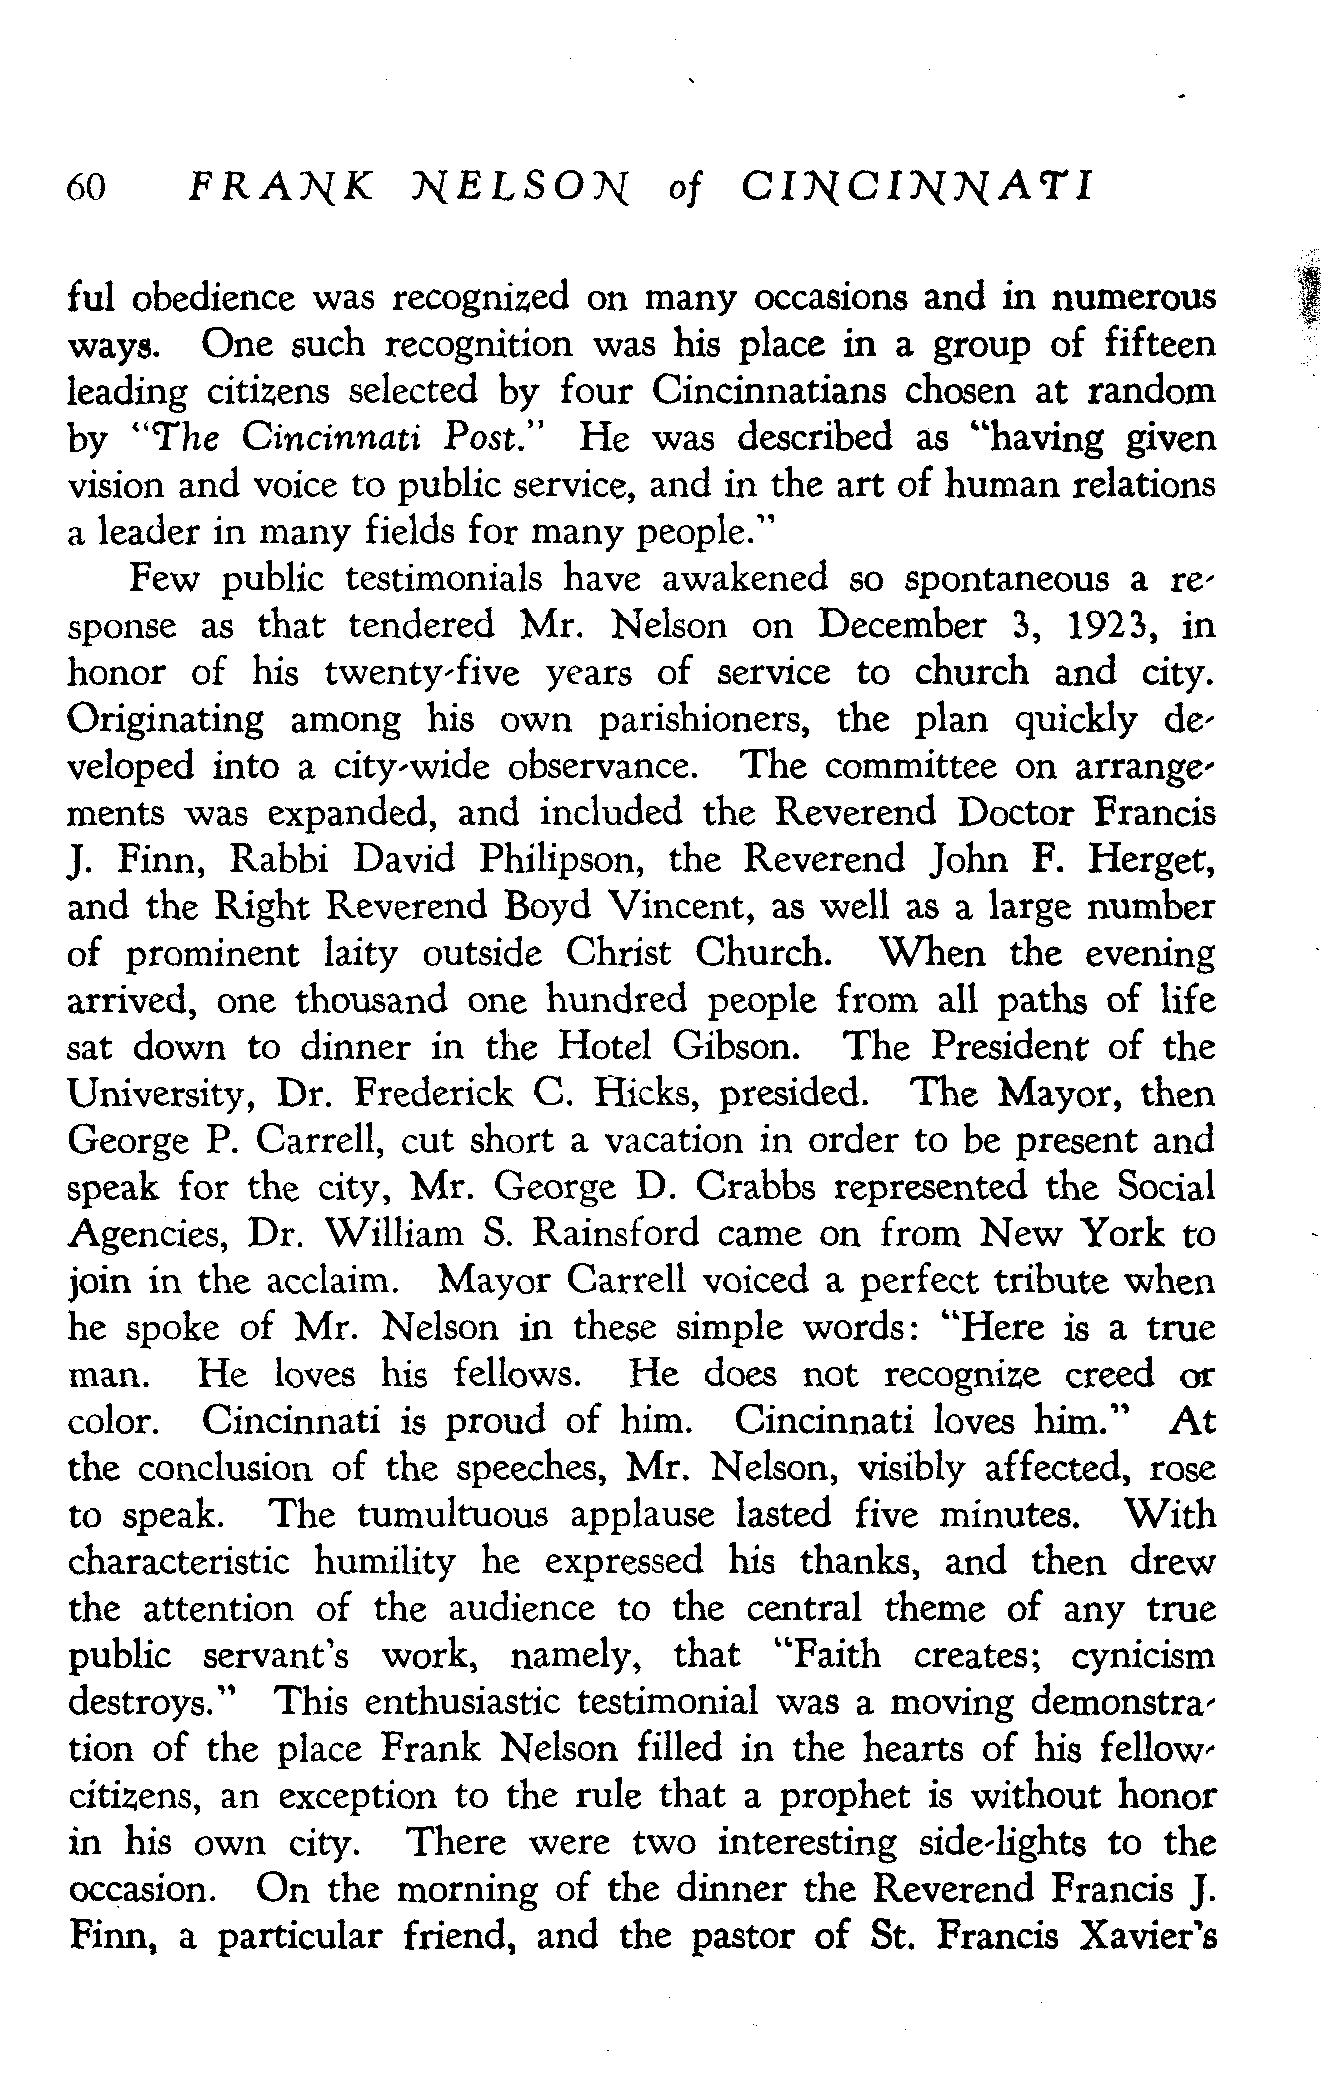 60 FRANK NELSON of CINCINNATI
ful obedience was recognized on many occasions and in numerous
ways. One such recognition was his place in a group of fifteen
leading citizens selected by four Cincinnatians chosen at random
by "The Cincinnati Post." He was described as "having given
vision and voice to public service, and in the art of human relations
a leader in many fields for many people."
Few public testimonials have awakened so spontaneous a re-
sponse as that tendered Mr. Nelson on December 3, 1923, in
honor of his twenty-five years of service to church and city.
Originating among his own parishioners, the plan quickly de-
veloped into a city-wide observance. The committee on arrange-
ments was expanded, and included the Reverend Doctor Francis
J. Finn, Rabbi David Philipson, the Reverend John F. Herget,
and the Right Reverend Boyd Vincent, as well as a large number
of prominent laity outside Christ Church. When the evening
arrived, one thousand one hundred people from all paths of life
sat down to dinner in the Hotel Gibson. The President of the
University, Dr. Frederick C. Hicks, presided. The Mayor, then
George P. Carrell, cut short a vacation in order to be present and
speak for the city, Mr. George D. Crabbs represented the Social
Agencies, Dr. William S. Rainsford came on from New York to
join in the acclaim. Mayor Carrell voiced a perfect tribute when
he spoke of Mr. Nelson in these simple words: "Here is a true
man. He loves his fellows. He does not recognize creed or
color. Cincinnati is proud of him. Cincinnati loves him." At
the conclusion of the speeches, Mr. Nelson, visibly affected, rose
to speak. The tumultuous applause lasted five minutes. With
characteristic humility he expressed his thanks, and then drew
the attention of the audience to the central theme of any true
public servant's work, namely, that "Faith creates; cynicism
destroys." This enthusiastic testimonial was a moving demonstra-
tion of the place Frank Nelson filled in the hearts of his fellow-
citizens, an exception to the rule that a prophet is without honor
in his own city. There were two interesting side-lights to the
occasion. On the morning of the dinner the Reverend Francis J.
Finn, a particular friend, and the pastor of St. Francis Xavier's